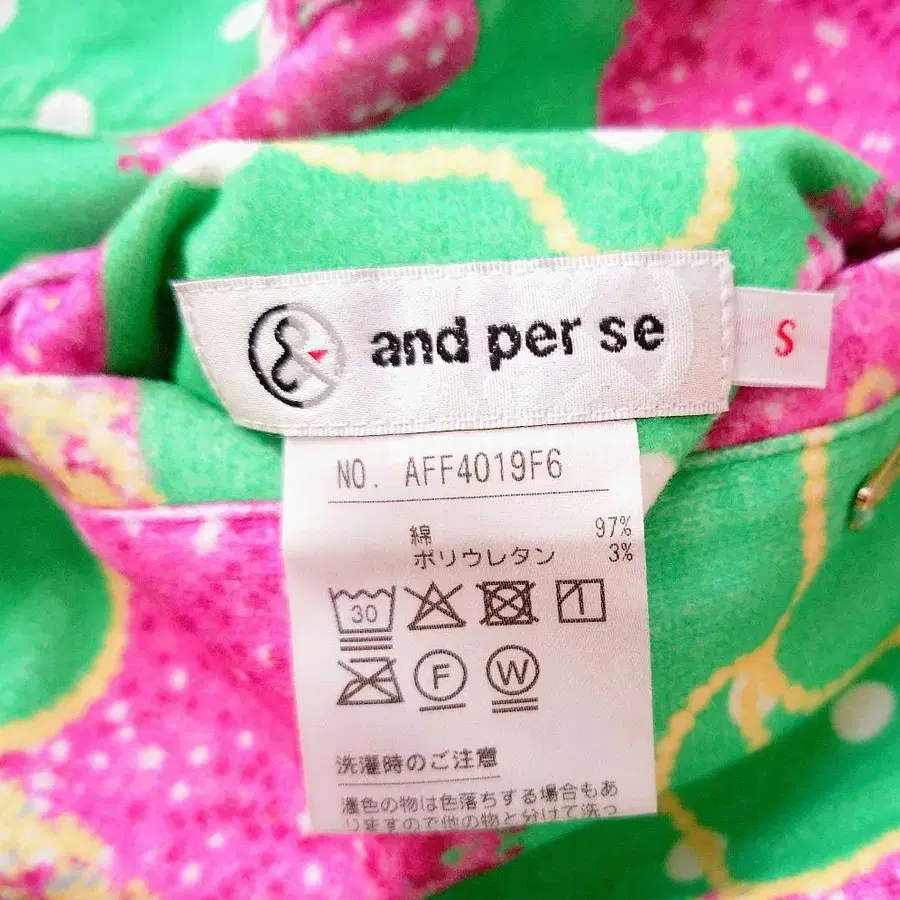 and per se
S
NO. AFF4019F6
綿 97%
ポリウレタン 3%
30
F W
洗濯時のご注意
濃色の物は色落ちする場合もあ
りますので他の物と分けて洗っ